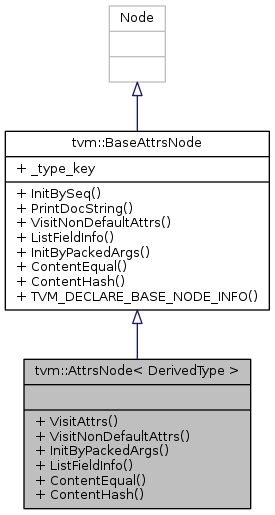 Node
tvm::BaseAttrsNode
+ _type_key
+ InitBySeq()
+ PrintDocString()
+ VisitNonDefaultAttrs()
+ ListFieldInfo()
+ InitByPackedArgs()
+ ContentEqual()
+ ContentHash()
+ TVM_DECLARE_BASE_NODE_INFO()
tvm::AttrsNode< DerivedType >
+ VisitAttrs()
+ VisitNonDefaultAttrs()
+ InitByPackedArgs()
+ ListFieldInfo()
+ ContentEqual()
+ ContentHash()